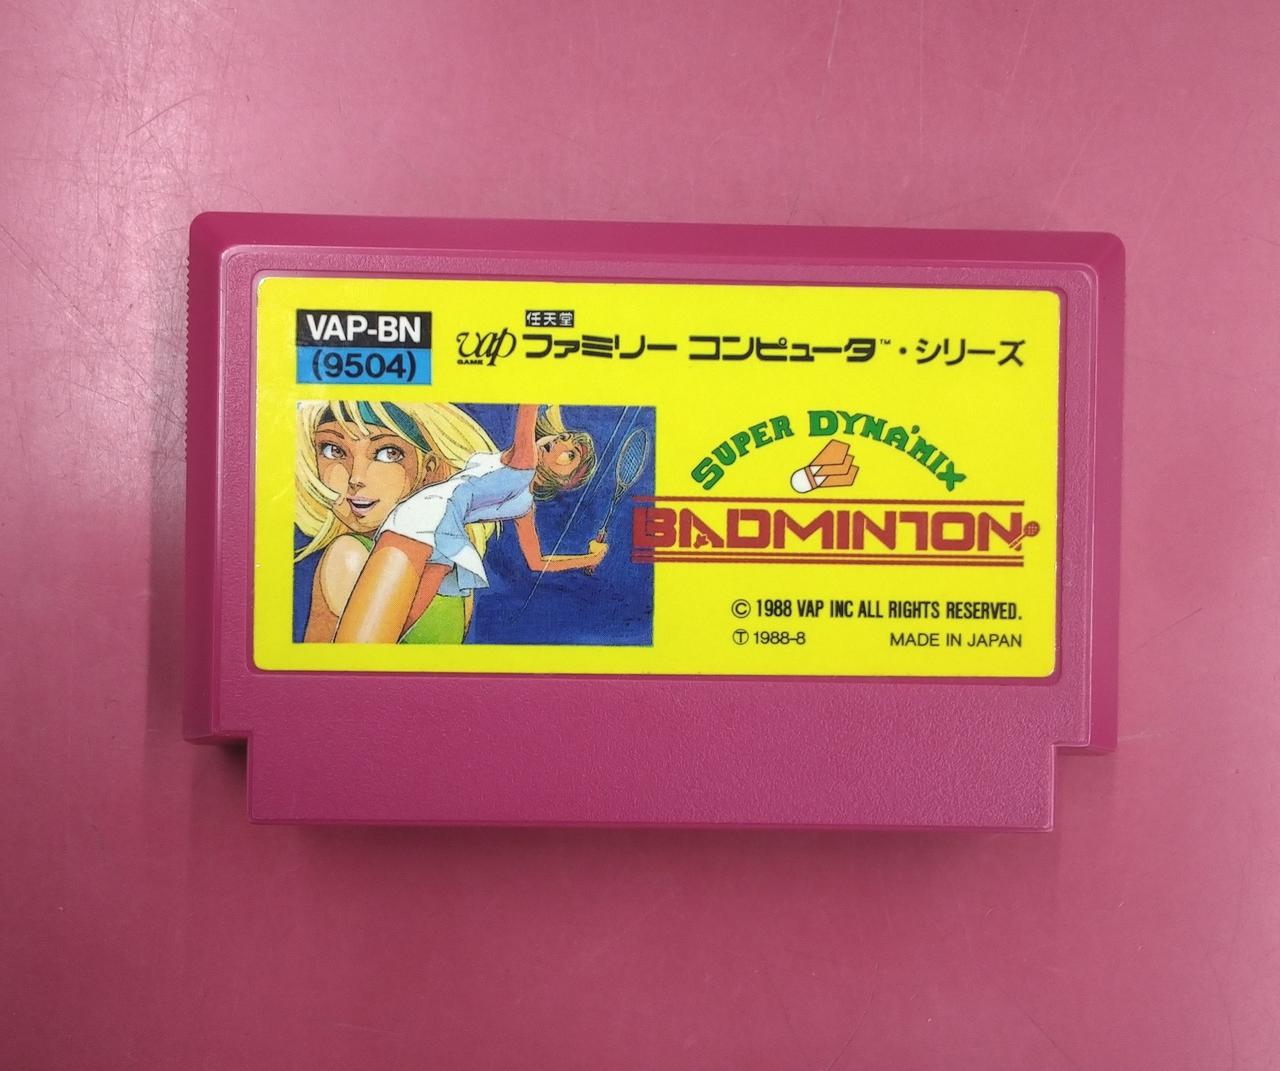 VAP-BN
(9504)
vap
GAME
任天堂
ファミリー コンピュータ™・シリーズ
SUPER DYNA'MIX
BADMINTON
© 1988 VAP INC ALL RIGHTS RESERVED.
Ⓣ 1988-8 MADE IN JAPAN